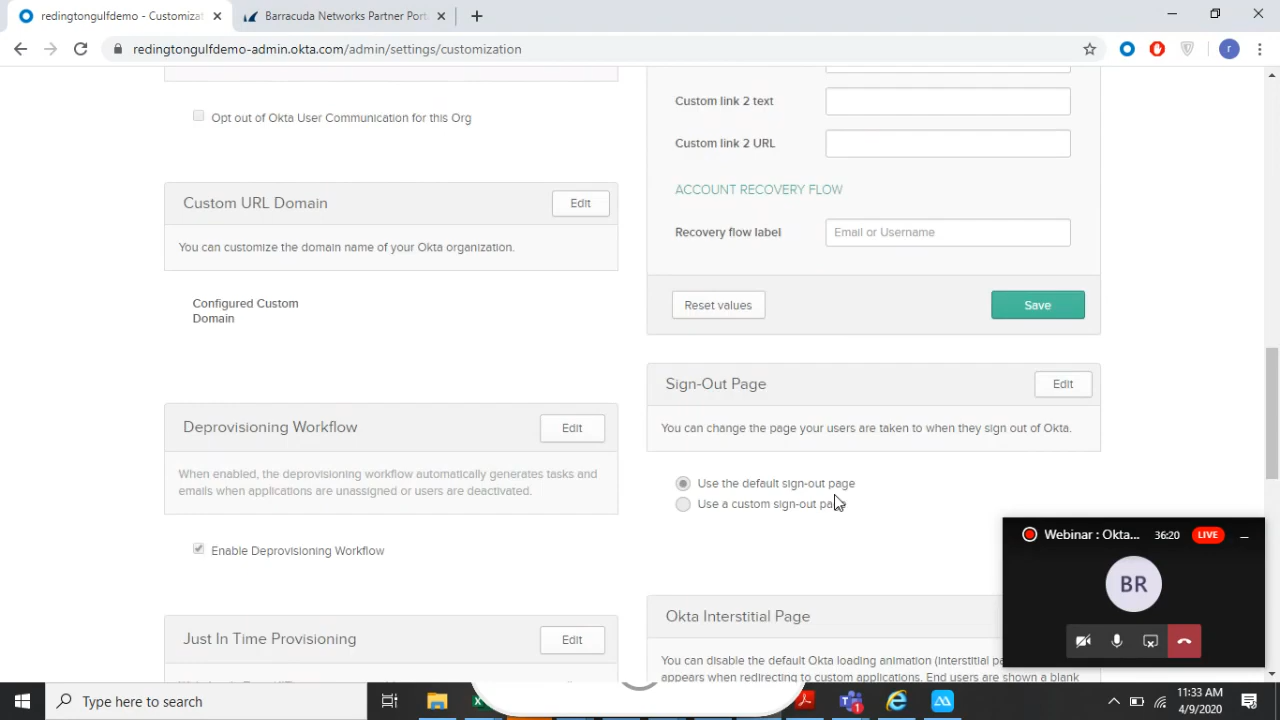 redingtongulfdemo - Customizat
Barracuda Networks Partner Port
redingtongulfdemo-admin.okta.com/admin/settings/customization
r
Opt out of Okta User Communication for this Org
Custom URL Domain
Edit
You can customize the domain name of your Okta organization.
Configured Custom
Domain
Deprovisioning Workflow
Edit
When enabled, the deprovisioning workflow automatically generates tasks and
emails when applications are unassigned or users are deactivated.
Enable Deprovisioning Workflow
Just In Time Provisioning
Edit
Custom link 2 text
Custom link 2 URL
ACCOUNT RECOVERY FLOW
Recovery flow label
Email or Username
Reset values
Save
Sign-Out Page
Edit
You can change the page your users are taken to when they sign out of Okta.
Use the default sign-out page
Use a custom sign-out page
Okta Interstitial Page
You can disable the default Okta loading animation (interstitial pa
appears when redirecting to custom applications. End users are shown a blank
Webinar : Okta...
36:20
LIVE
BR
Type here to search
1
11:33 AM
4/9/2020